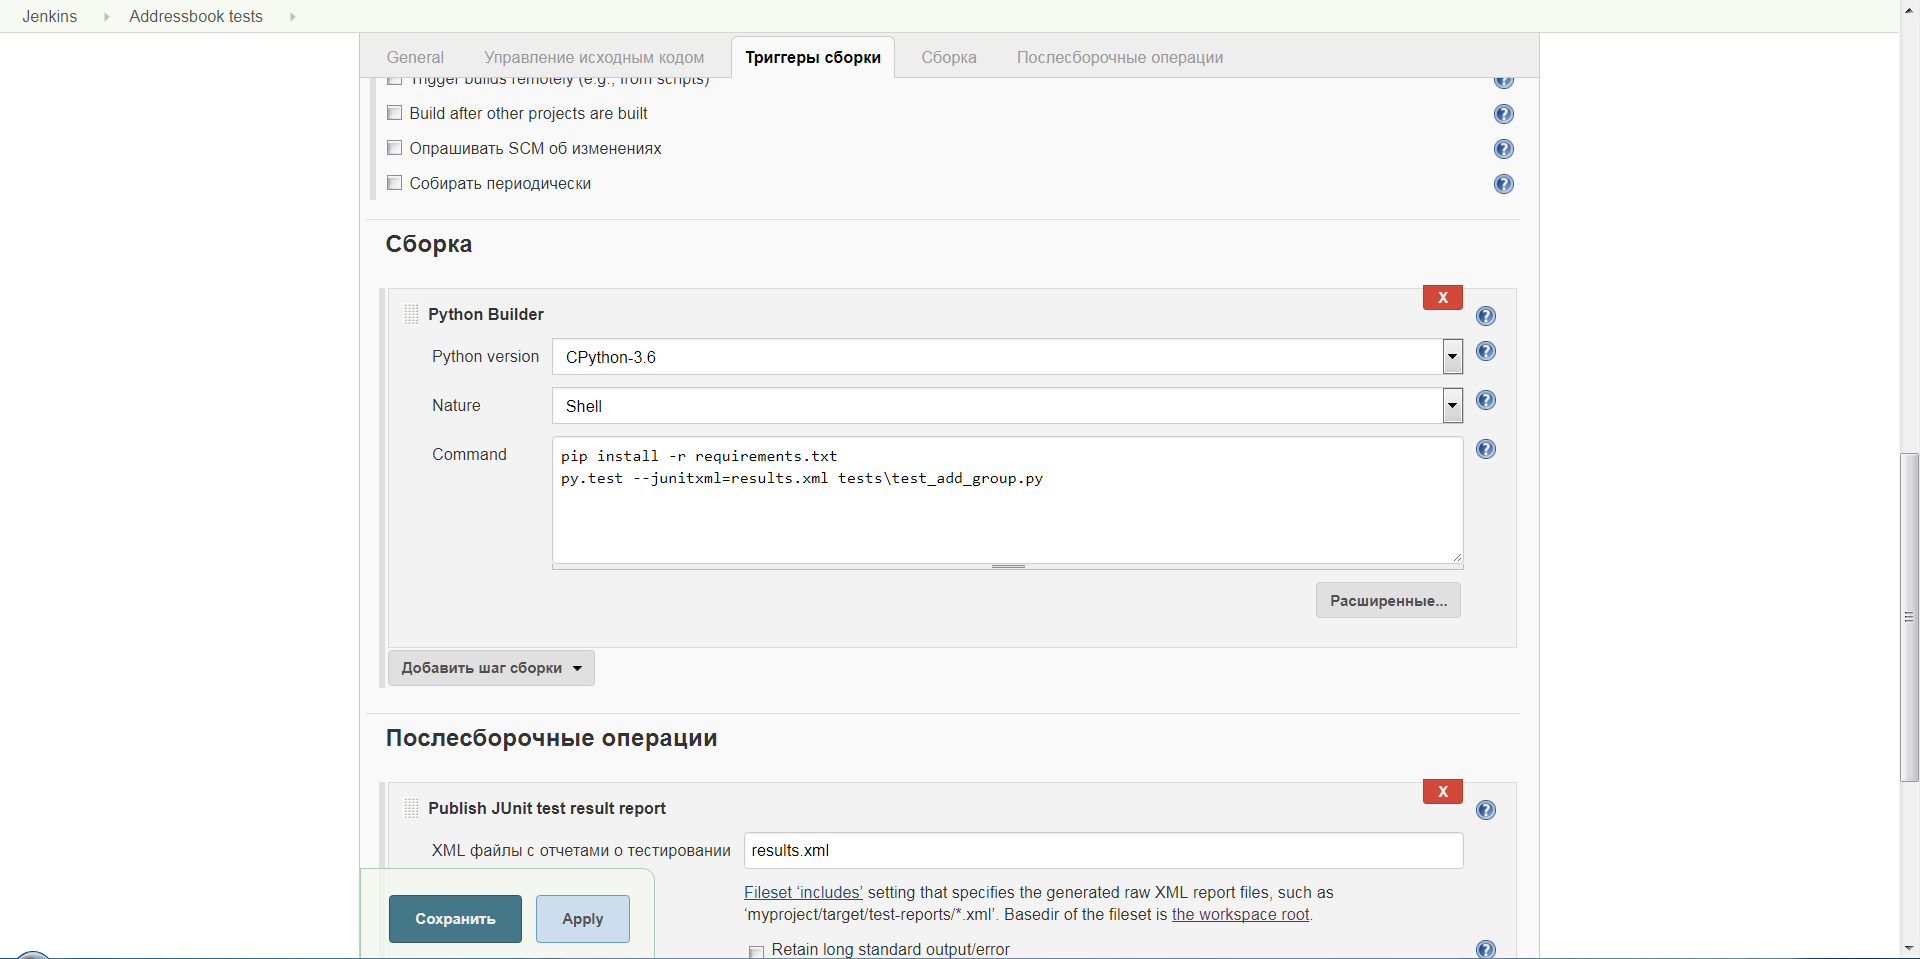 Jenkins Addressbook tests
General Управление исходным кодом Триггеры сборки Сборка Послесборочные операции
Trigger builds remotely (e.g., from scripts)
Build after other projects are built
Опрашивать SCM об изменениях
Собирать периодически
Сборка
X
Python Builder
Python version CPython-3.6
Nature Shell
Command pip install -r requirements.txt
py.test --junitxml=results.xml tests\test_add_group.py
Расширенные...
Добавить шаг сборки
Послесборочные операции
X
Publish JUnit test result report
XML файлы с отчетами о тестировании results.xml
Fileset ‘includes’ setting that specifies the generated raw XML report files, such as
‘myproject/target/test-reports/*.xml’. Basedir of the fileset is the workspace root.
Сохранить Apply
Retain long standard output/error